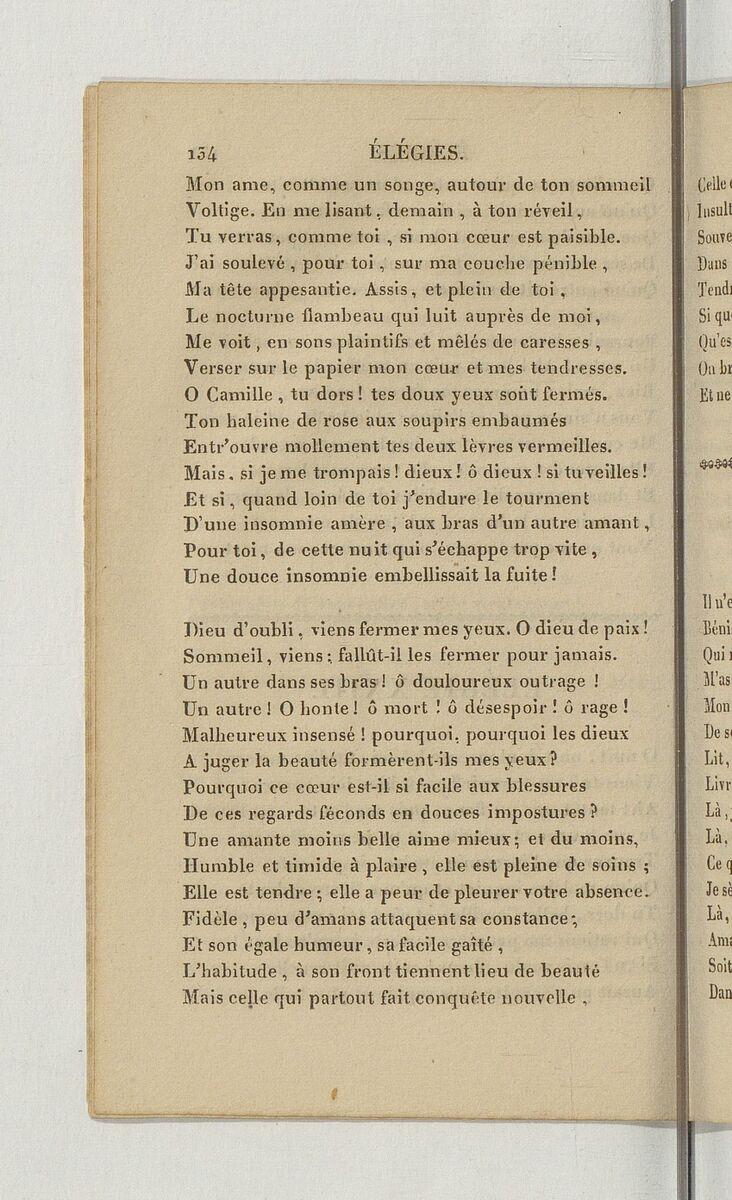 134 ÉLÉGIES.
Mon ame, comme un songe, autour de ton sommeil
Voltige. En me lisant, demain, à ton réveil,
Tu verras, comme toi, si mon cœur est paisible.
J'ai soulevé, pour toi, sur ma couche pénible,
Ma tête appesantie. Assis, et plein de toi,
Le nocturne flambeau qui luit auprès de moi,
Me voit, en sons plaintifs et mêlés de caresses,
Verser sur le papier mon cœur et mes tendresses.
O Camille, tu dors! tes doux yeux sont fermés.
Ton haleine de rose aux soupirs embaumés
Entr'ouvre mollement tes deux lèvres vermeilles.
Mais, si je me trompais! dieux! ô dieux! si tu veilles!
Et si, quand loin de toi j'endure le tourment
D'une insomnie amère, aux bras d'un autre amant,
Pour toi, de cette nuit qui s'échappe trop vite,
Une douce insomnie embellissait la fuite!
Dieu d'oubli, viens fermer mes yeux. O dieu de paix!
Sommeil, viens; fallût-il les fermer pour jamais.
Un autre dans ses bras! ô douloureux outrage!
Un autre! O honte! ô mort! ô désespoir! ô rage!
Malheureux insensé! pourquoi, pourquoi les dieux
A juger la beauté formèrent-ils mes yeux?
Pourquoi ce cœur est-il si facile aux blessures
De ces regards féconds en douces impostures?
Une amante moins belle aime mieux; et du moins,
Humble et timide à plaire, elle est pleine de soins;
Elle est tendre; elle a peur de pleurer votre absence.
Fidèle, peu d'amans attaquent sa constance;
Et son égale humeur, sa facile gaîté,
L'habitude, à son front tiennent lieu de beauté
Mais celle qui partout fait conquête nouvelle,
Celle
Insult
Souve
Dans
Tend
Si qu
Qu'es
On br
Et ne
Il n'e
Béni
Qui
M'as
Mon
De s
Lit,
Livr
Là,
Là,
Ce q
Je sè
Là,
Ama
Soit
Dan